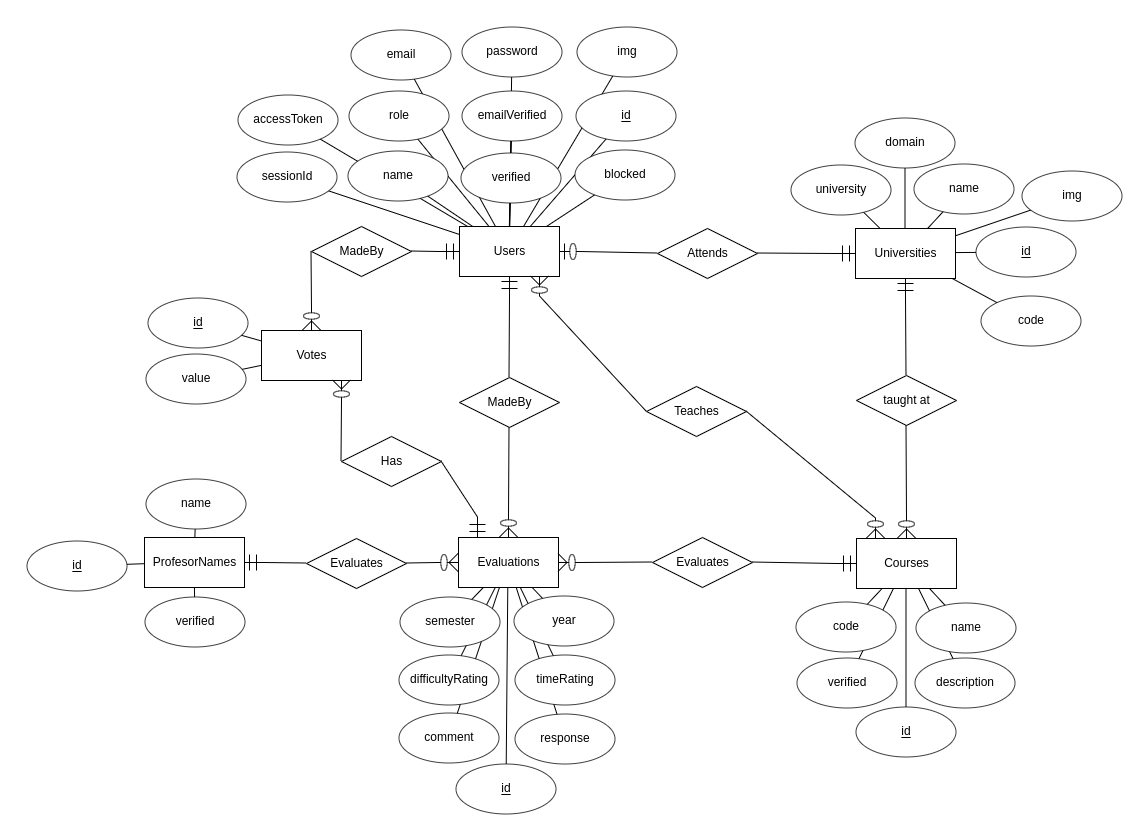 email
password
img
accessToken
role
emailVerified
id
sessionId
name
verified
blocked
domain
university
name
img
id
code
MadeBy
Users
Attends
Universities
id
value
Votes
MadeBy
Teaches
taught at
Has
name
id
ProfesorNames
verified
Evaluates
Evaluations
Evaluates
Courses
semester
year
difficultyRating
timeRating
comment
response
id
code
name
verified
description
id